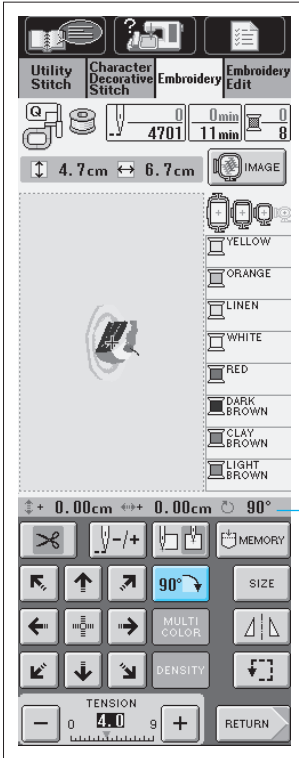 ?
Utility Stitch
Character Decorative Stitch
Embroidery
Embroidery Edit
Q
0
4701
0min
11min
0
8
4.7cm 6.7cm
IMAGE
YELLOW
ORANGE
LINEN
WHITE
RED
DARK BROWN
CLAY BROWN
LIGHT BROWN
+ 0.00cm + 0.00cm 90°
-/+
MEMORY
90°
SIZE
MULTI COLOR
DENSITY
TENSION
− 0 4.0 9 +
RETURN